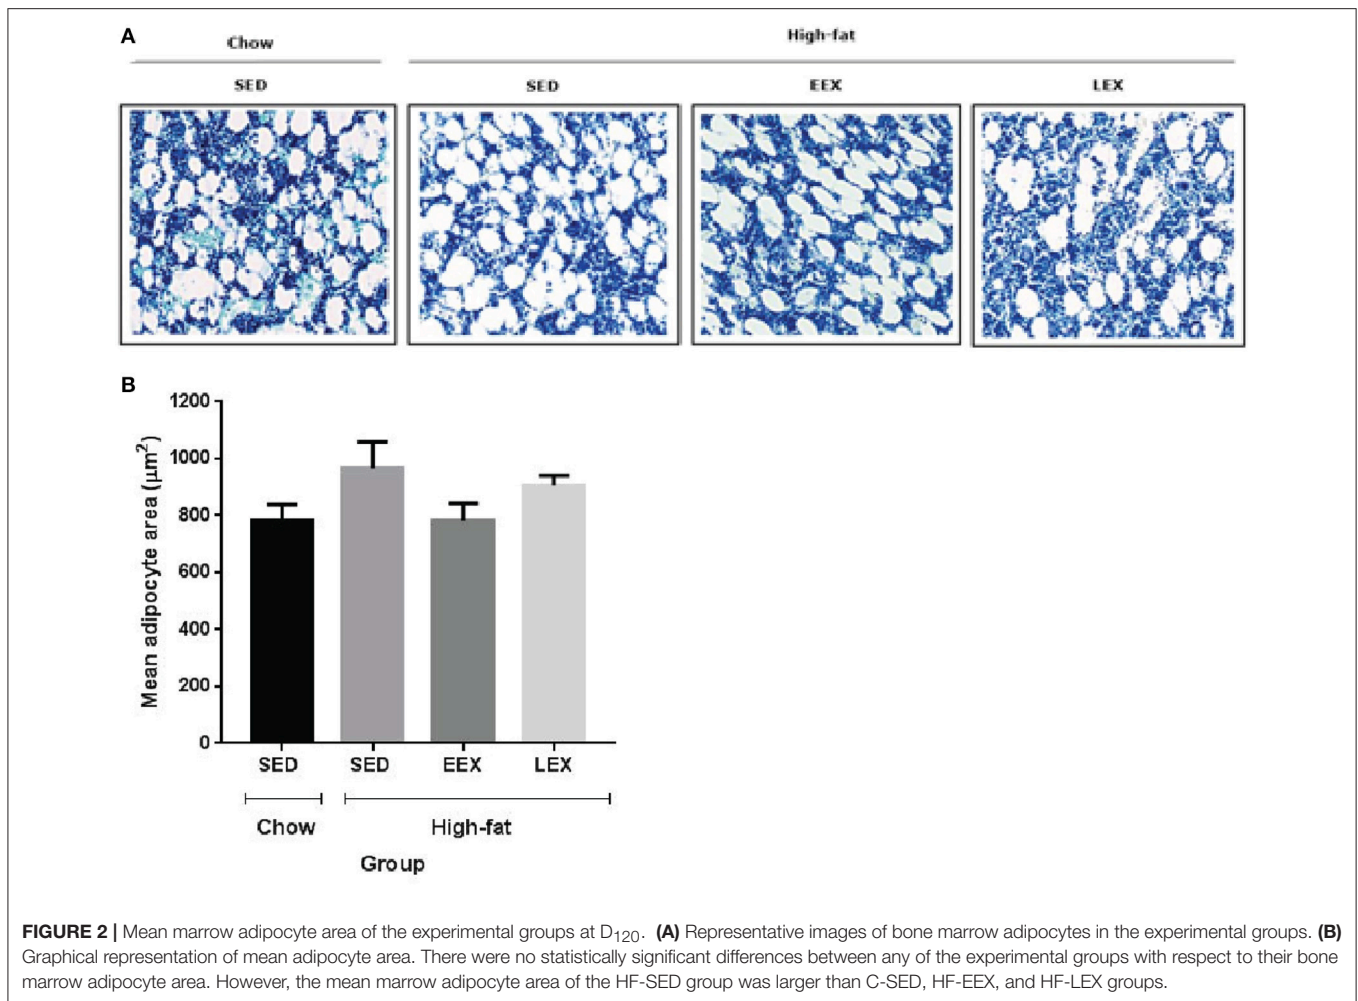 A
Chow
High-fat
SED
SED
EEX
LEX
B
1200
1000
800
600
400
200
0
Mean adipocyte area (μm²)
SED
SED
EEX
LEX
Chow
High-fat
Group
FIGURE 2 | Mean marrow adipocyte area of the experimental groups at D₁₂₀. (A) Representative images of bone marrow adipocytes in the experimental groups. (B)
Graphical representation of mean adipocyte area. There were no statistically significant differences between any of the experimental groups with respect to their bone
marrow adipocyte area. However, the mean marrow adipocyte area of the HF-SED group was larger than C-SED, HF-EEX, and HF-LEX groups.